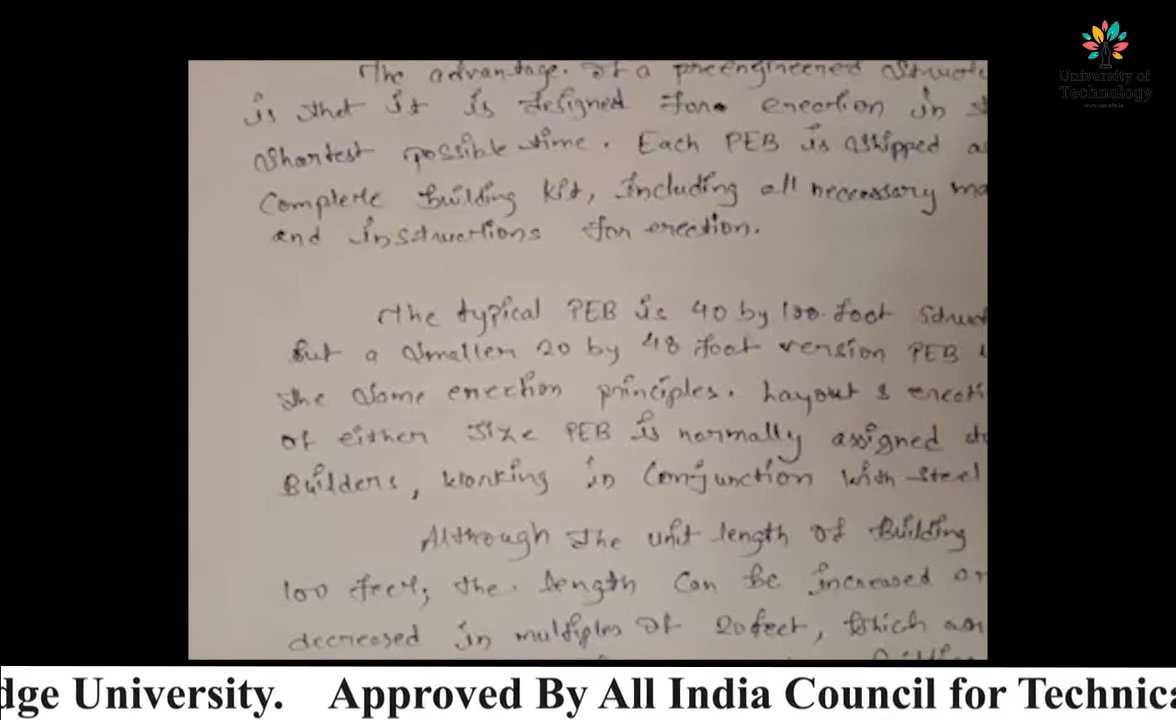 University of
Technology
The advantage. Of a preengineered
is that it is designed for erection in
shortest possible time. Each PEB is shipped
complete building kit, including all necessary
and instructions for erection.
The typical PEB is 40 by 100 foot
but a smaller 20 by 48 foot version PEB
the same erection principles. Layout & erecti
of either size PEB is normally assigned
Builders, working in conjunction with steel
Although the unit length of Building
100 feet, the length can be increased or
decreased in multiples of 20 feet, which
dge University. Approved By All India Council for Technica